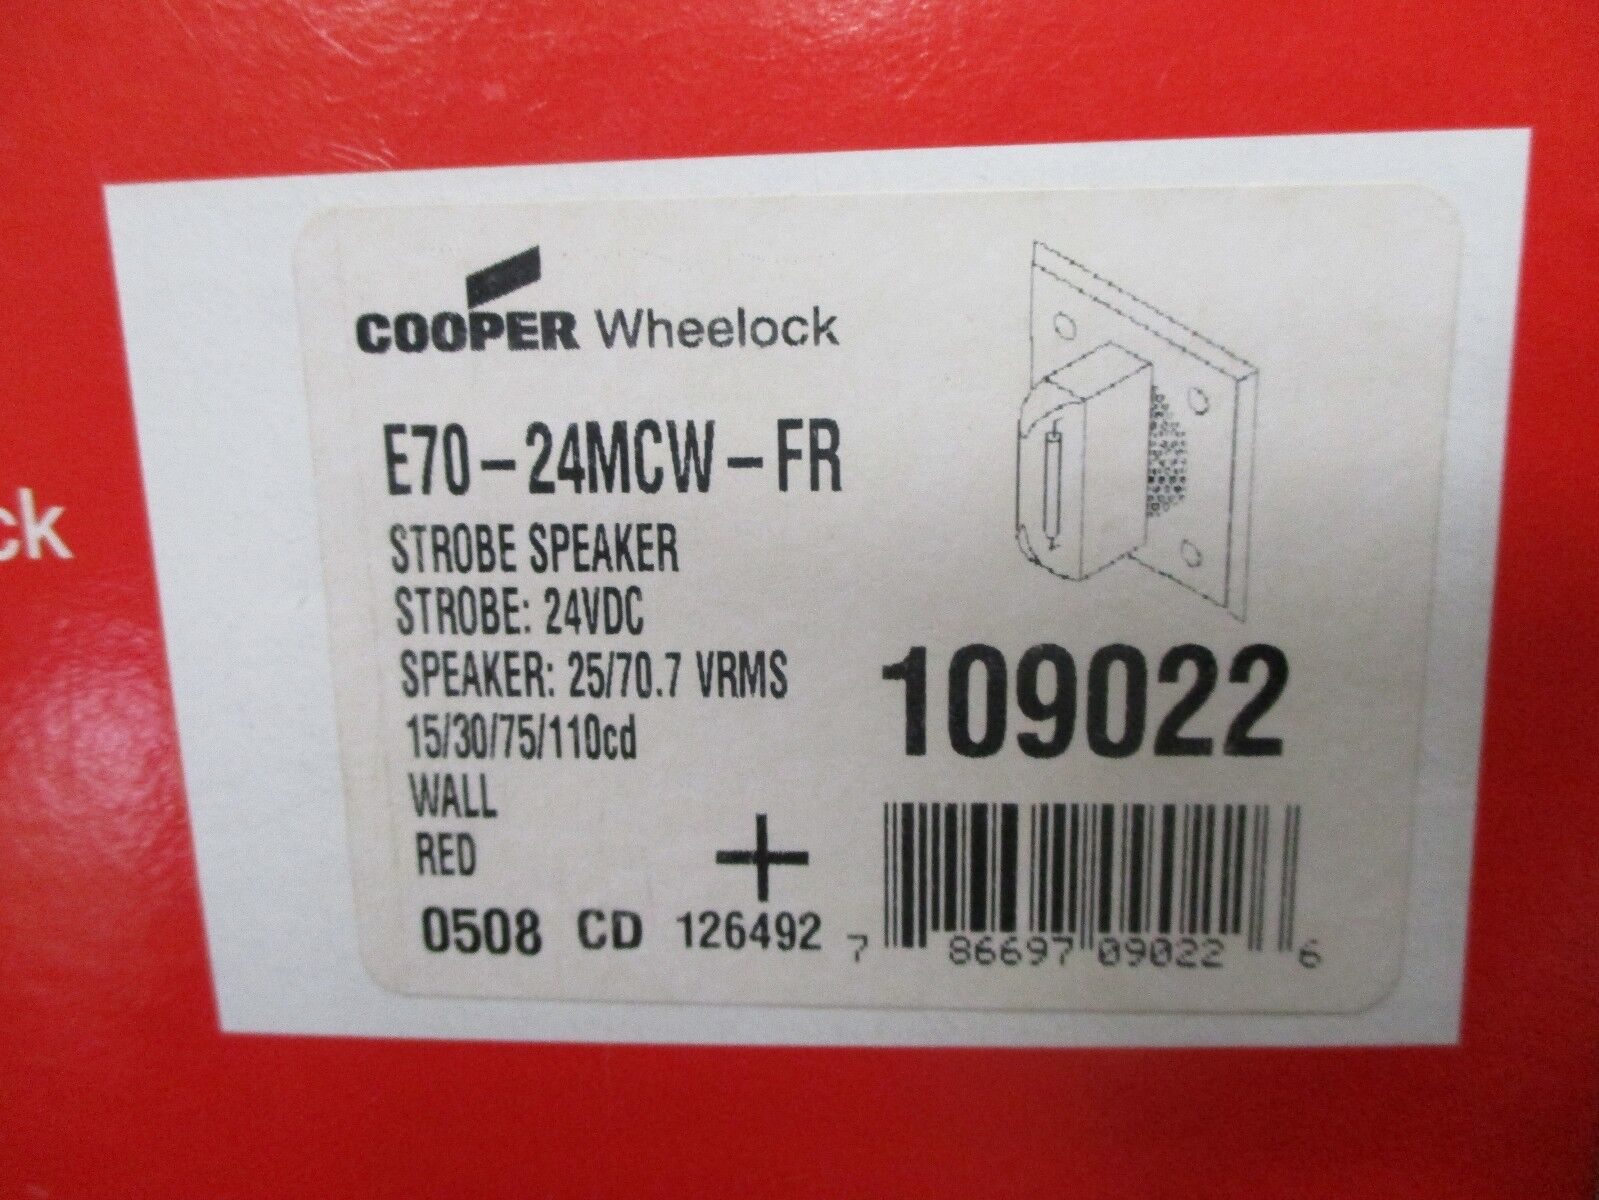 ck
COOPER Wheelock
E70-24MCW-FR
STROBE SPEAKER
STROBE: 24VDC
SPEAKER: 25/70.7 VRMS
15/30/75/110cd
WALL
RED
109022
0508 CD 126492
7 86697 09022 6